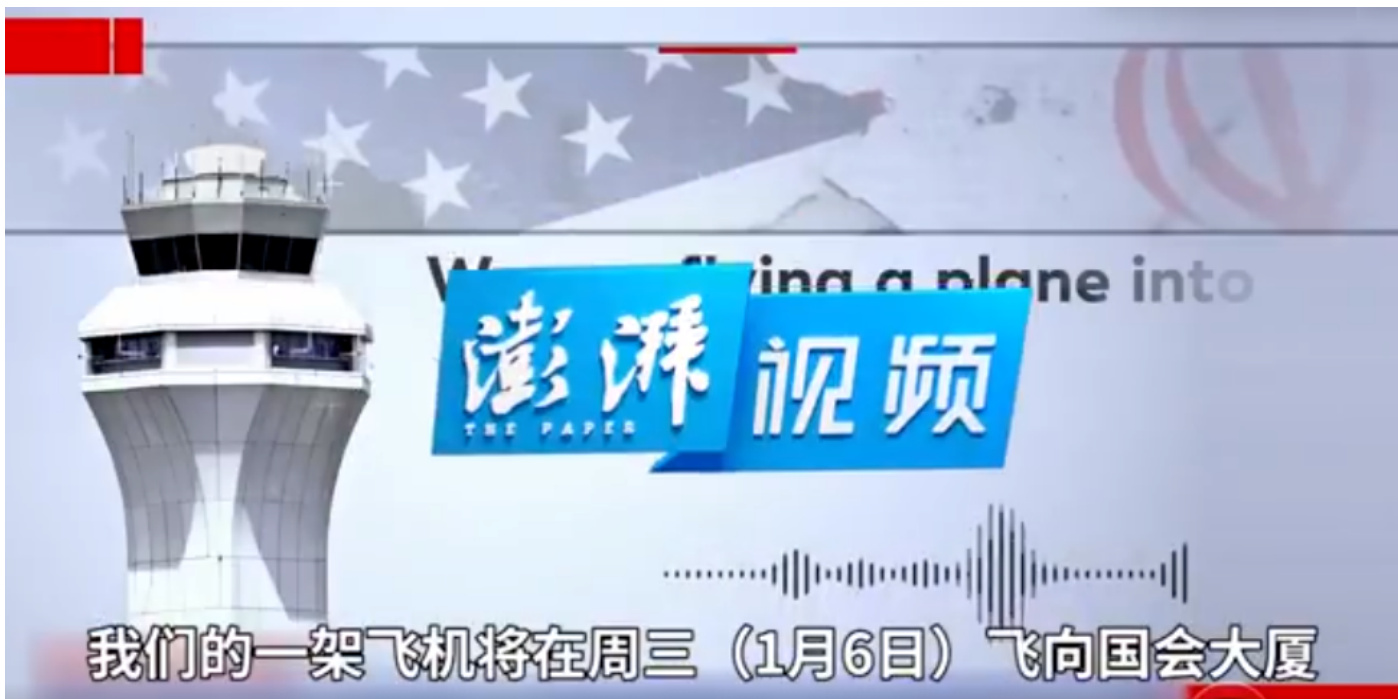 flying a plane into
澎湃 视频
THE PAPER
我们的一架飞机将在周三（1月6日）飞向国会大厦